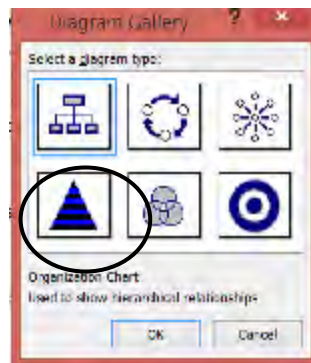 Diagram Gallery ? ×
Select a diagram type:
Organization Chart
Used to show hierarchical relationships
OK Cancel